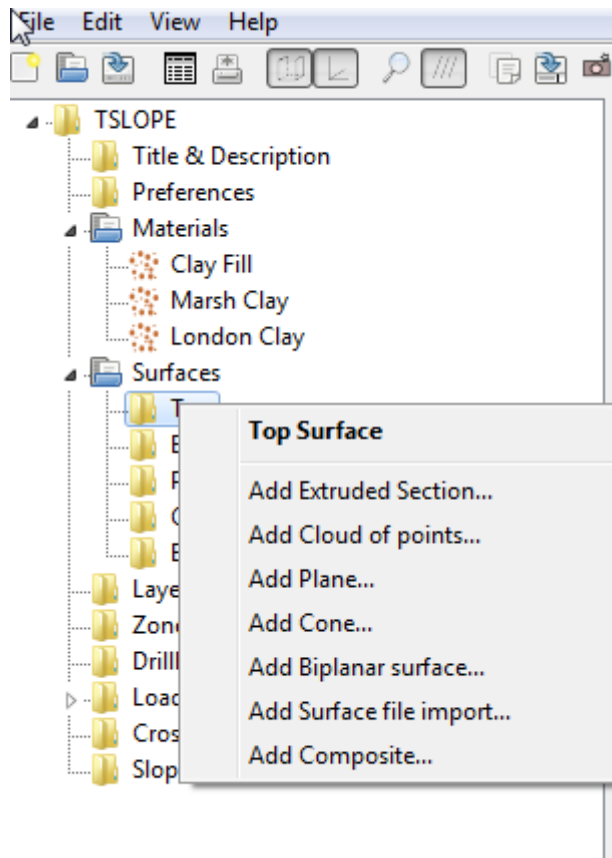 File Edit View Help
TSLOPE
Title & Description
Preferences
Materials
Clay Fill
Marsh Clay
London Clay
Surfaces
Top Surface
Add Extruded Section...
Add Cloud of points...
Add Plane...
Add Cone...
Add Biplanar surface...
Add Surface file import...
Add Composite...